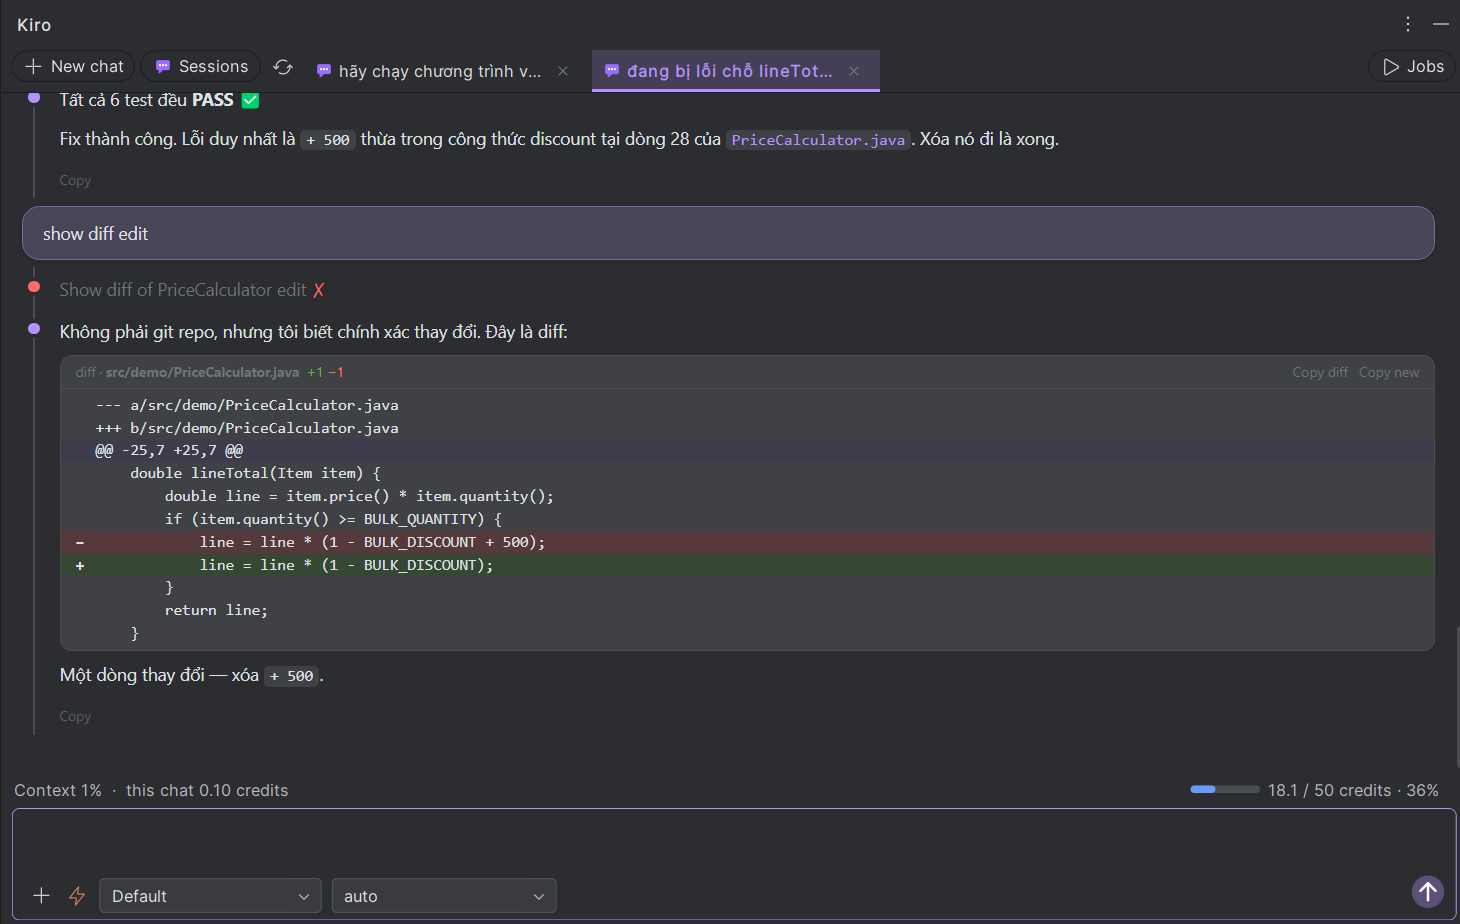 Kiro
New chat
Sessions
hãy chạy chương trình v...
đang bị lỗi chỗ lineTot...
Jobs
Tất cả 6 test đều PASS ✅
Fix thành công. Lỗi duy nhất là + 500 thừa trong công thức discount tại dòng 28 của PriceCalculator.java. Xóa nó đi là xong.
Copy
show diff edit
Show diff of PriceCalculator edit ✗
Không phải git repo, nhưng tôi biết chính xác thay đổi. Đây là diff:
diff · src/demo/PriceCalculator.java +1 −1
Copy diff Copy new
--- a/src/demo/PriceCalculator.java
+++ b/src/demo/PriceCalculator.java
@@ -25,7 +25,7 @@
    double lineTotal(Item item) {
        double line = item.price() * item.quantity();
        if (item.quantity() >= BULK_QUANTITY) {
-            line = line * (1 - BULK_DISCOUNT + 500);
+            line = line * (1 - BULK_DISCOUNT);
        }
        return line;
    }
Một dòng thay đổi — xóa + 500.
Copy
Context 1% · this chat 0.10 credits
18.1 / 50 credits · 36%
Default
auto